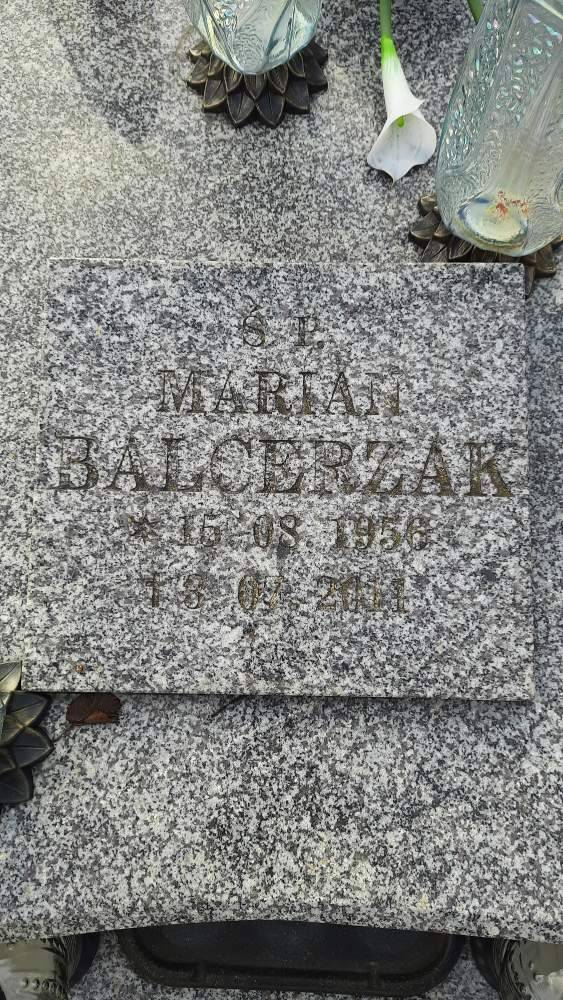 Ś. P.
MARIAN
BALCERZAK
* 15 08 1956
† 3 07 2011